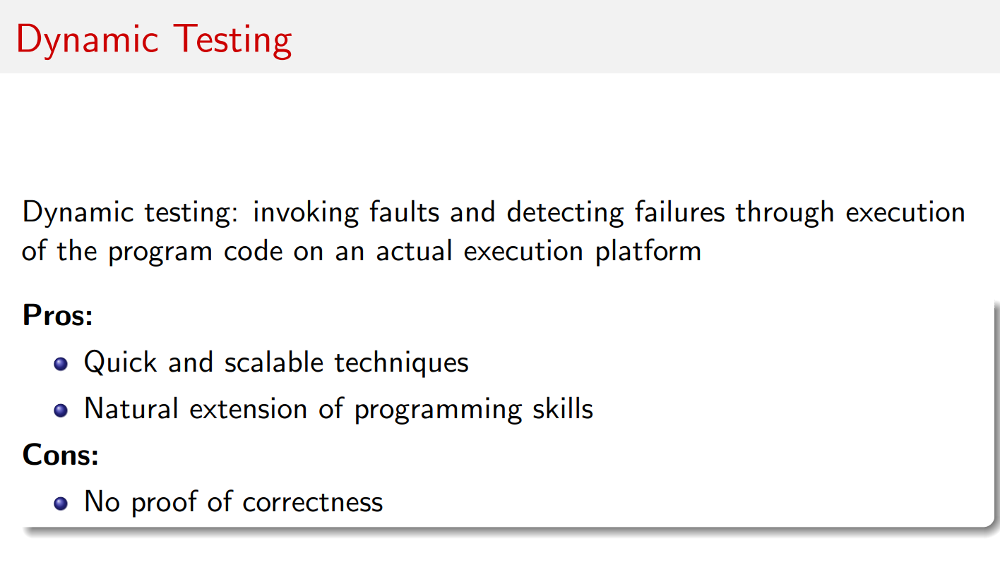 Dynamic Testing
Dynamic testing: invoking faults and detecting failures through execution
of the program code on an actual execution platform
Pros:
Quick and scalable techniques
Natural extension of programming skills
Cons:
No proof of correctness